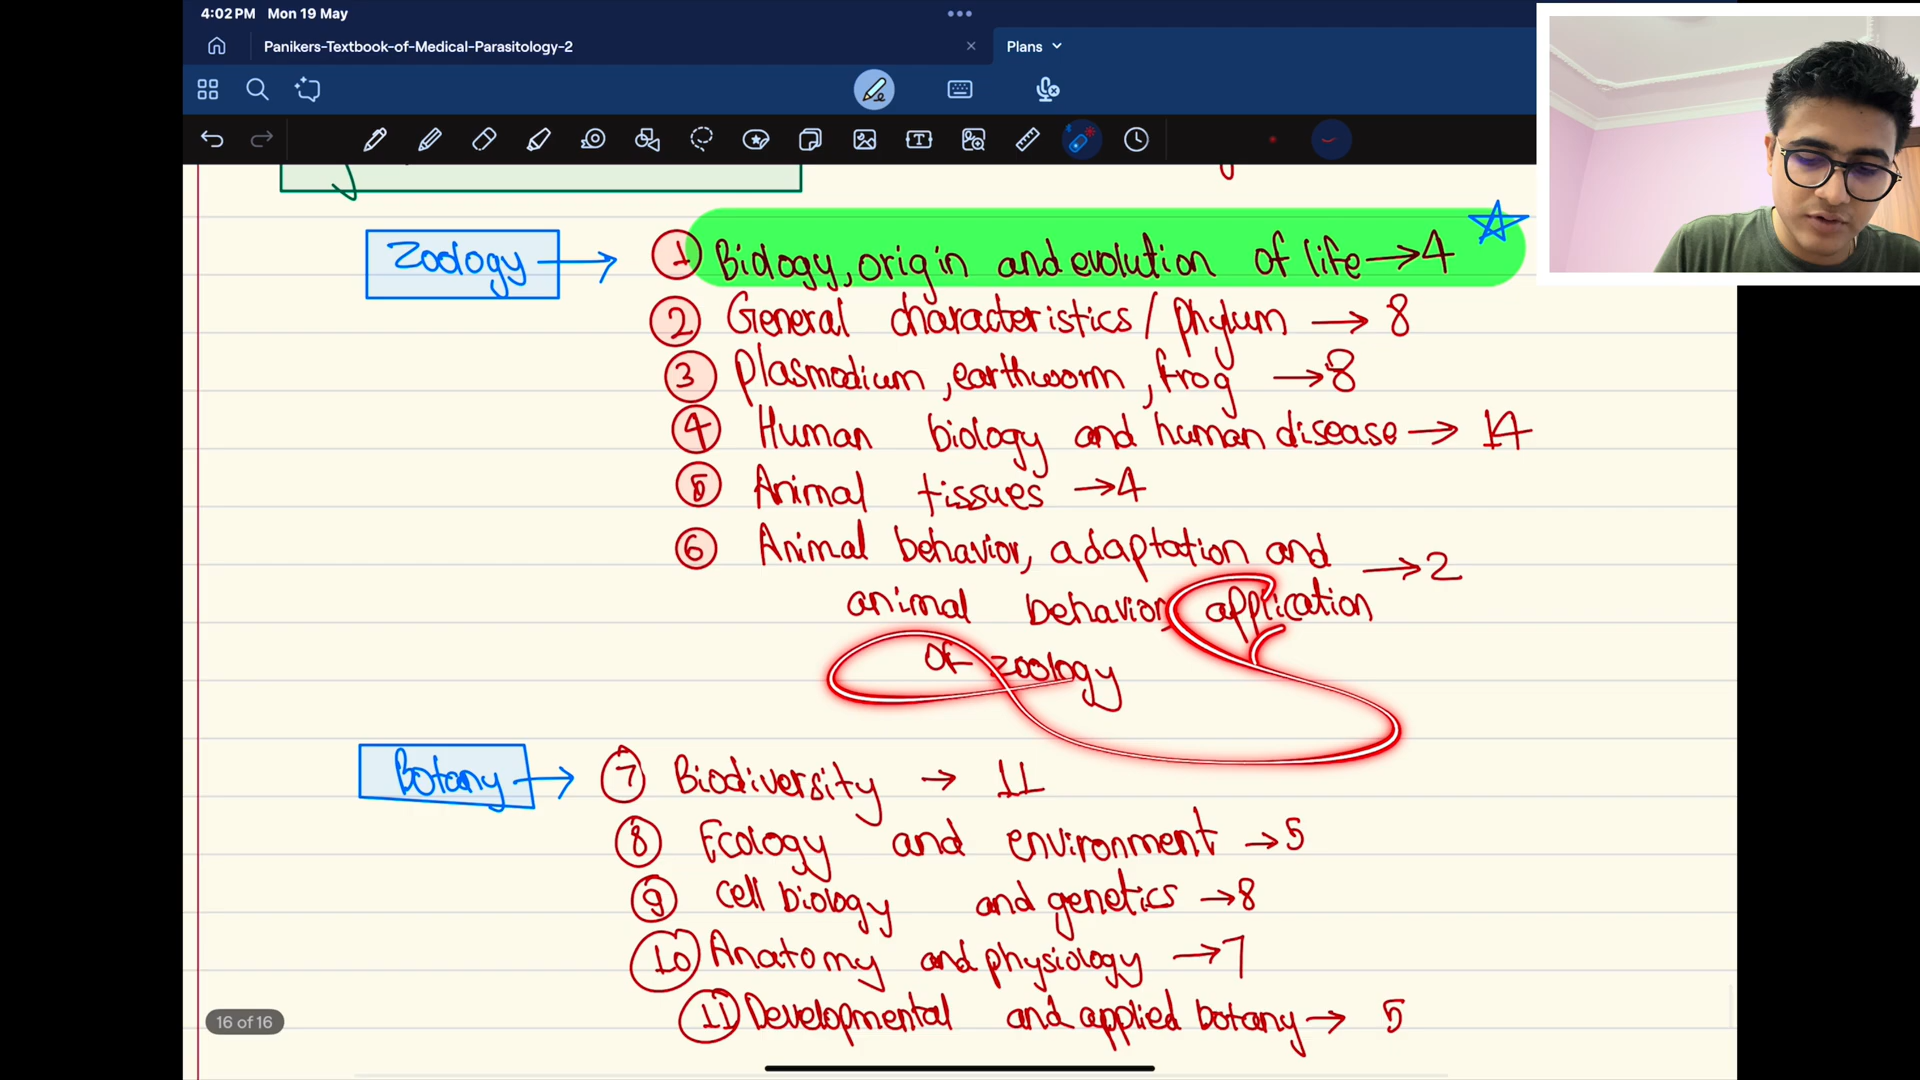 4:02 PM Mon 19 May
Panikers-Textbook-of-Medical-Parasitology-2
Plans
Zoology → ① Biology, origin and evolution of life → 4
② General characteristics / phylum → 8
③ Plasmodium, earthworm, frog → 8
④ Human biology and human disease → 14
⑤ Animal tissues → 4
⑥ Animal behavior, adaptation and → 2
animal behavior, application
of zoology
Botany → ⑦ Biodiversity → 11
⑧ Ecology and environment → 5
⑨ Cell biology and genetics → 8
⑩ Anatomy and physiology → 7
⑪ Developmental and applied botany → 5
16 of 16